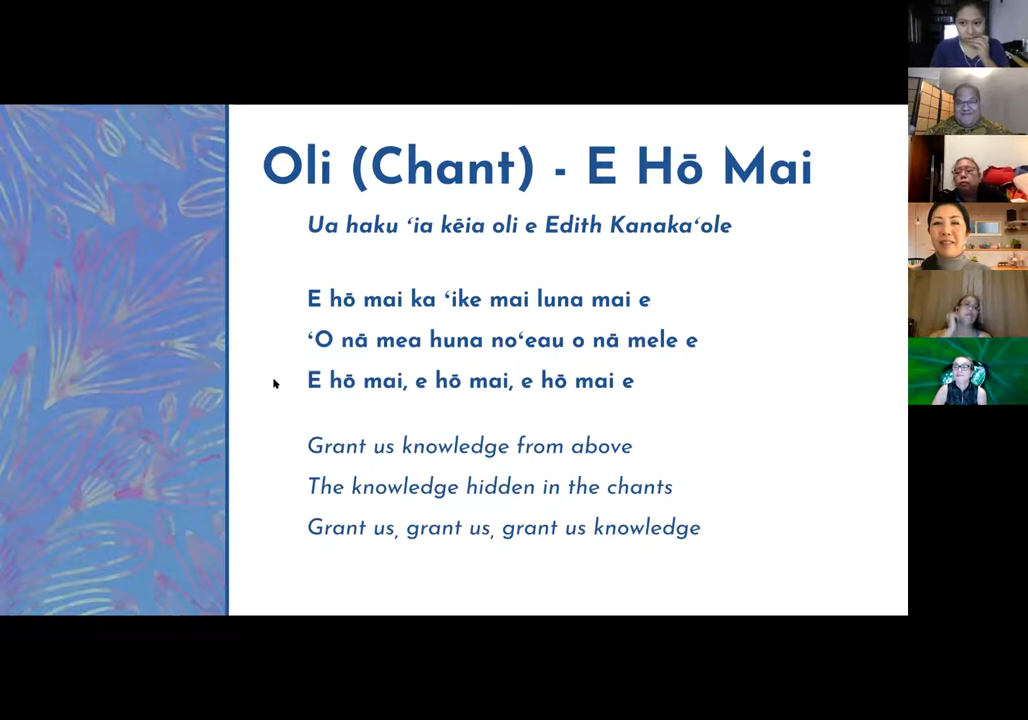 Oli (Chant) - E Hō Mai
Ua haku ʻia kēia oli e Edith Kanakaʻole
E hō mai ka ʻike mai luna mai e
ʻO nā mea huna noʻeau o nā mele e
E hō mai, e hō mai, e hō mai e
Grant us knowledge from above
The knowledge hidden in the chants
Grant us, grant us, grant us knowledge